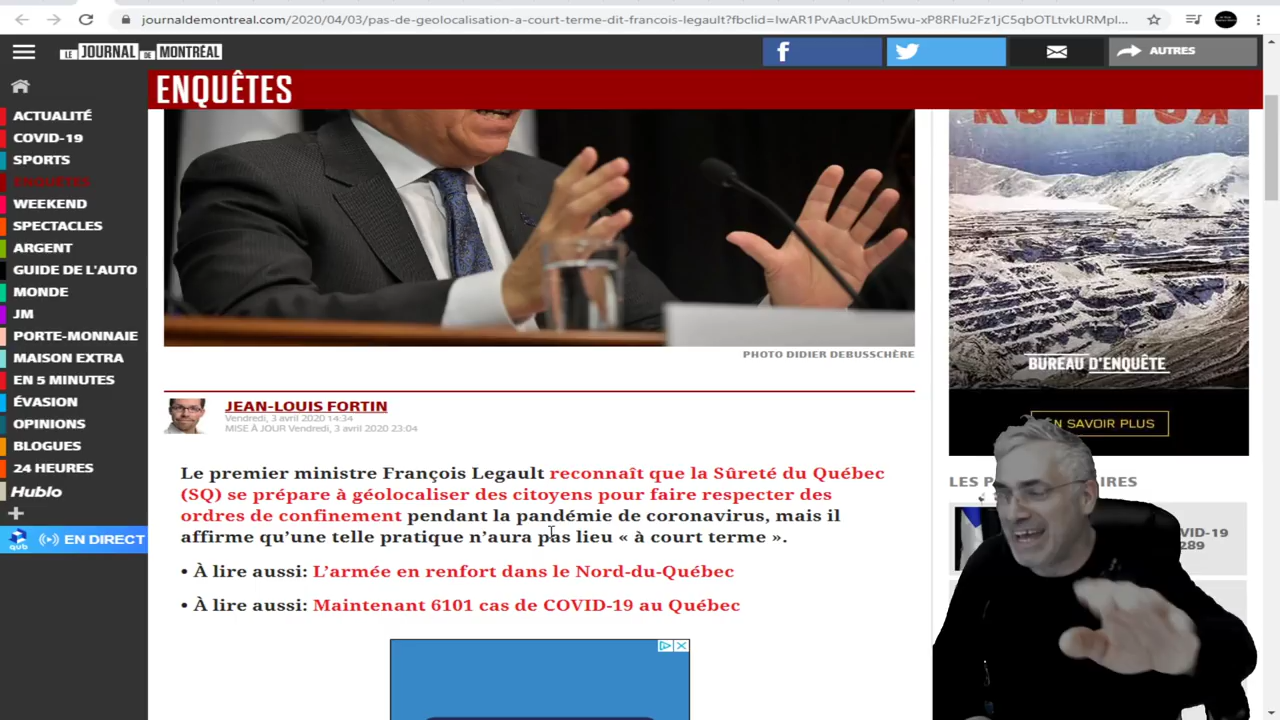 journaldemontreal.com/2020/04/03/pas-de-geolocalisation-a-court-terme-dit-francois-legault?fbclid=IwAR1PvAacUkDm5wu-xP8RFIu2Fz1jC5qbOTLtvkURMpI...
LE JOURNAL DE MONTRÉAL
AUTRES
ENQUÊTES
ACTUALITÉ
COVID-19
SPORTS
ENQUÊTES
WEEKEND
SPECTACLES
ARGENT
GUIDE DE L'AUTO
MONDE
JM
PORTE-MONNAIE
MAISON EXTRA
EN 5 MINUTES
ÉVASION
OPINIONS
BLOGUES
24 HEURES
Hublo
qub
EN DIRECT
PHOTO DIDIER DEBUSSCHÈRE
JEAN-LOUIS FORTIN
Vendredi, 3 avril 2020 14:34
MISE À JOUR Vendredi, 3 avril 2020 23:04
Le premier ministre François Legault reconnaît que la Sûreté du Québec
(SQ) se prépare à géolocaliser des citoyens pour faire respecter des
ordres de confinement pendant la pandémie de coronavirus, mais il
affirme qu'une telle pratique n'aura pas lieu « à court terme ».
• À lire aussi: L'armée en renfort dans le Nord-du-Québec
• À lire aussi: Maintenant 6101 cas de COVID-19 au Québec
BUREAU D'ENQUÊTE
EN SAVOIR PLUS
LES
289